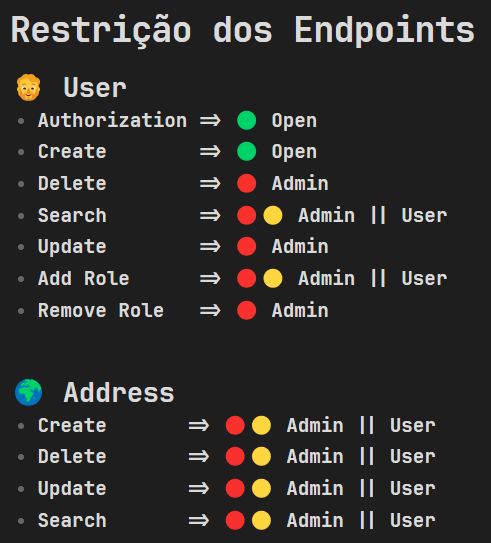 Restrição dos Endpoints
🧑‍🦱 User
• Authorization => 🟢 Open
• Create => 🟢 Open
• Delete => 🔴 Admin
• Search => 🔴🟡 Admin || User
• Update => 🔴 Admin
• Add Role => 🔴🟡 Admin || User
• Remove Role => 🔴 Admin
🌍 Address
• Create => 🔴🟡 Admin || User
• Delete => 🔴🟡 Admin || User
• Update => 🔴🟡 Admin || User
• Search => 🔴🟡 Admin || User